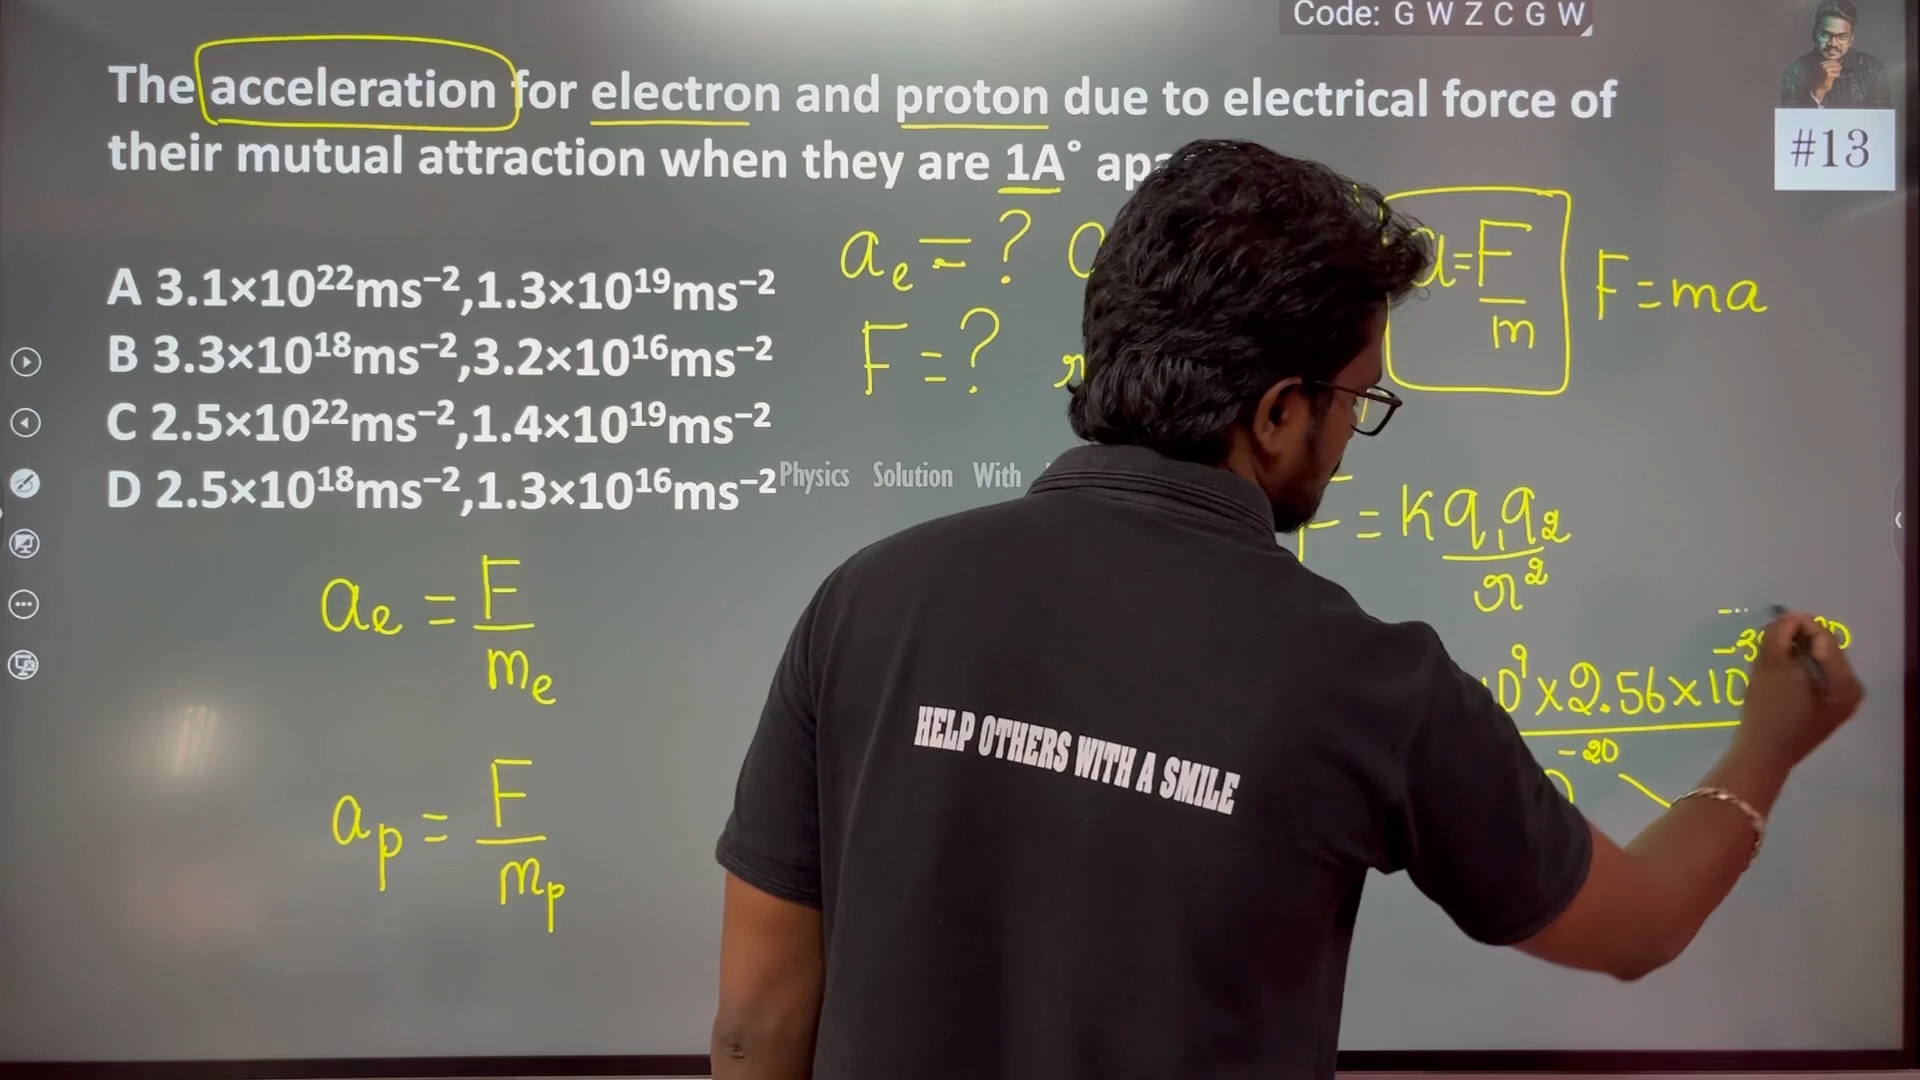 Code: G W Z C G W
The acceleration for electron and proton due to electrical force of
their mutual attraction when they are 1A°
#13
A 3.1×10²²ms⁻²,1.3×10¹⁹ms⁻²
B 3.3×10¹⁸ms⁻²,3.2×10¹⁶ms⁻²
C 2.5×10²²ms⁻²,1.4×10¹⁹ms⁻²
D 2.5×10¹⁸ms⁻²,1.3×10¹⁶ms⁻²
aₑ = ?
F = ?
a = F/m
F = ma
Physics Solution With
F = kq₁q₂/r²
aₑ = F/mₑ
aₚ = F/mₚ
0⁹ × 2.56 × 10
-20
HELP OTHERS WITH A SMILE